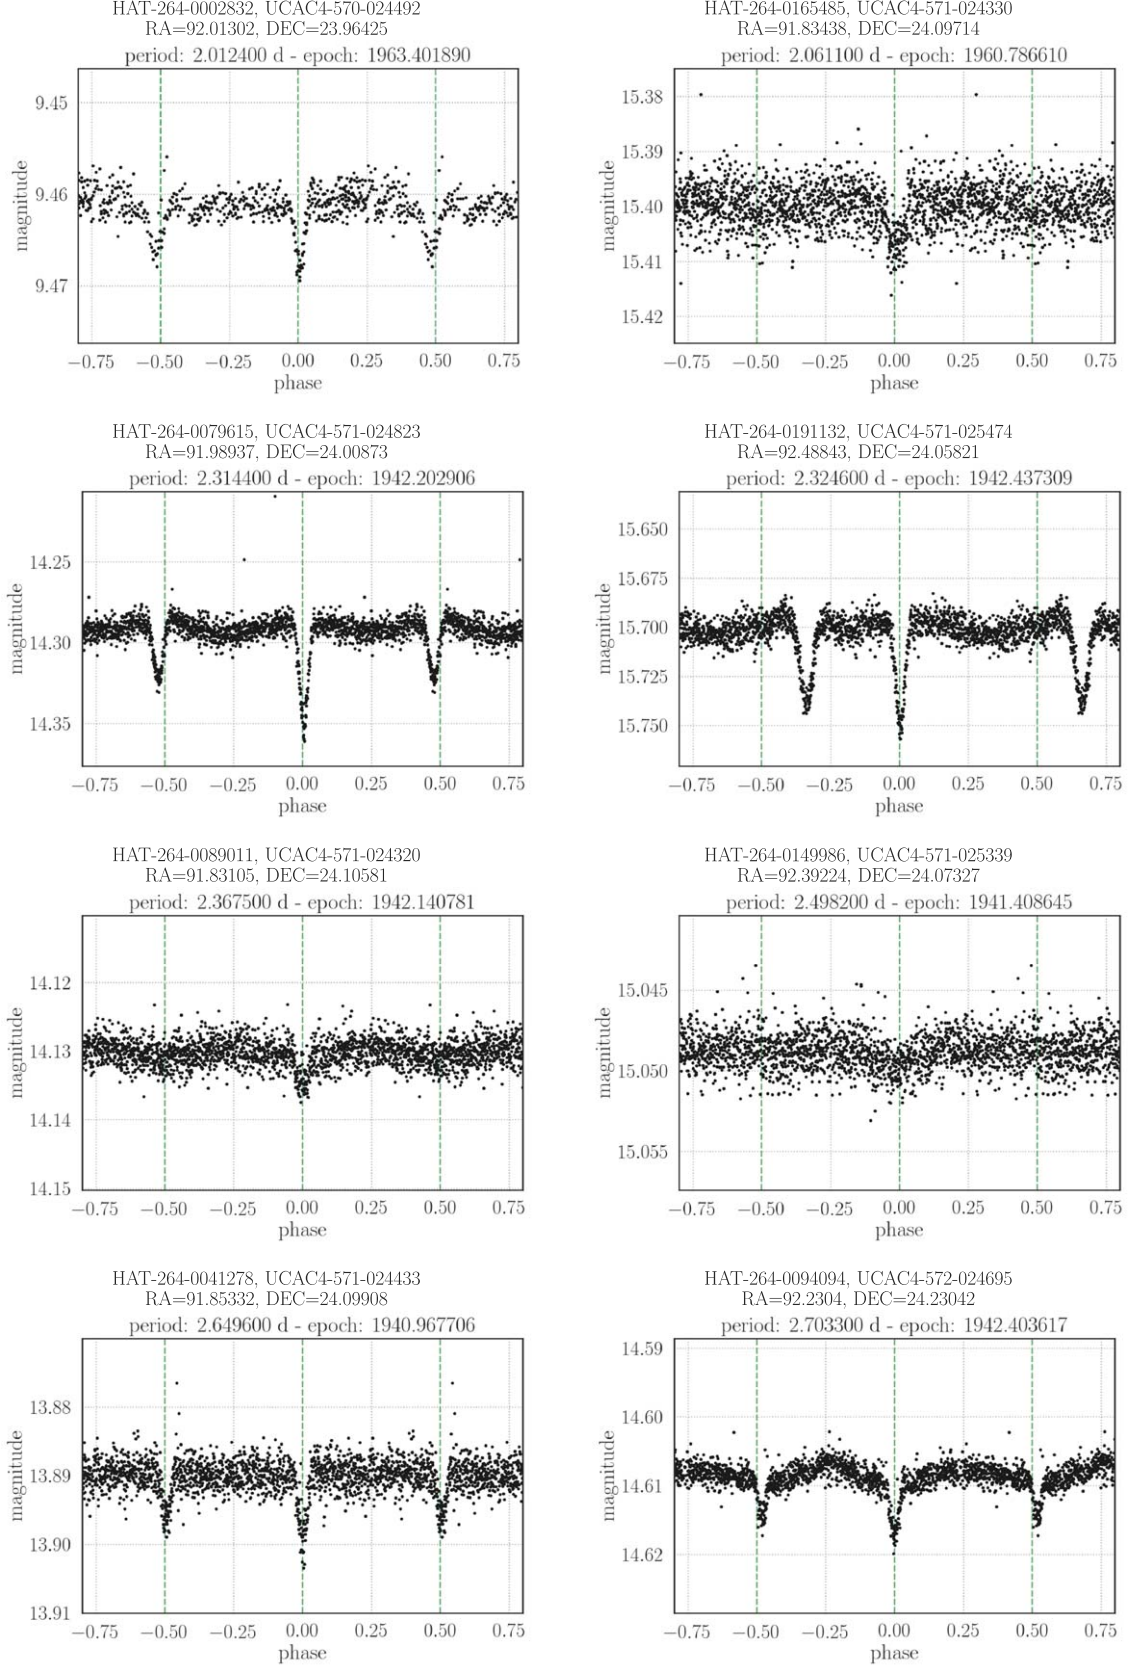 HAT-264-0002832, UCAC4-570-024492
RA=92.01302, DEC=23.96425
period: 2.012400 d - epoch: 1963.401890
9.45
9.46
9.47
magnitude
−0.75 −0.50 −0.25 0.00 0.25 0.50 0.75
phase
HAT-264-0165485, UCAC4-571-024330
RA=91.83438, DEC=24.09714
period: 2.061100 d - epoch: 1960.786610
15.38
15.39
15.40
15.41
15.42
magnitude
−0.75 −0.50 −0.25 0.00 0.25 0.50 0.75
phase
HAT-264-0079615, UCAC4-571-024823
RA=91.98937, DEC=24.00873
period: 2.314400 d - epoch: 1942.202906
14.25
14.30
14.35
magnitude
−0.75 −0.50 −0.25 0.00 0.25 0.50 0.75
phase
HAT-264-0191132, UCAC4-571-025474
RA=92.48843, DEC=24.05821
period: 2.324600 d - epoch: 1942.437309
15.650
15.675
15.700
15.725
15.750
magnitude
−0.75 −0.50 −0.25 0.00 0.25 0.50 0.75
phase
HAT-264-0089011, UCAC4-571-024320
RA=91.83105, DEC=24.10581
period: 2.367500 d - epoch: 1942.140781
14.12
14.13
14.14
14.15
magnitude
−0.75 −0.50 −0.25 0.00 0.25 0.50 0.75
phase
HAT-264-0149986, UCAC4-571-025339
RA=92.39224, DEC=24.07327
period: 2.498200 d - epoch: 1941.408645
15.045
15.050
15.055
magnitude
−0.75 −0.50 −0.25 0.00 0.25 0.50 0.75
phase
HAT-264-0041278, UCAC4-571-024433
RA=91.85332, DEC=24.09908
period: 2.649600 d - epoch: 1940.967706
13.88
13.89
13.90
13.91
magnitude
−0.75 −0.50 −0.25 0.00 0.25 0.50 0.75
phase
HAT-264-0094094, UCAC4-572-024695
RA=92.2304, DEC=24.23042
period: 2.703300 d - epoch: 1942.403617
14.59
14.60
14.61
14.62
magnitude
−0.75 −0.50 −0.25 0.00 0.25 0.50 0.75
phase